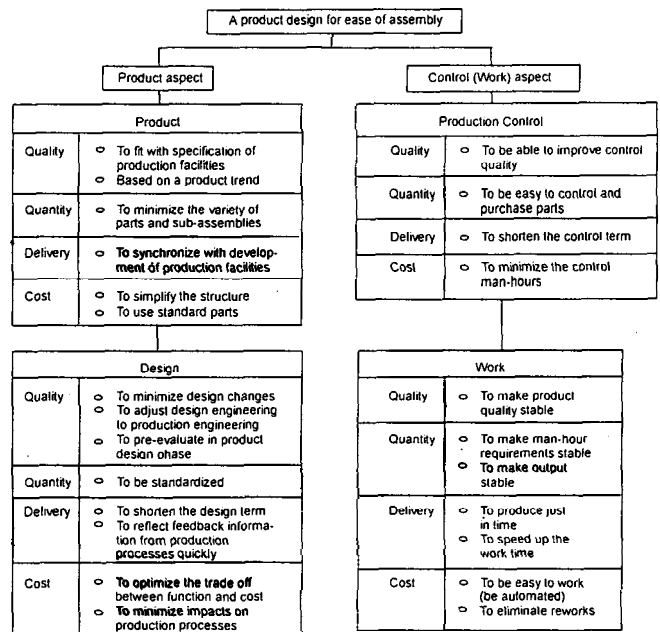 A product design for ease of assembly
Product aspect
Control (Work) aspect
Product
Quality
To fit with specification of
production facilities
Based on a product trend
Quantity
To minimize the variety of
parts and sub-assemblies
Delivery
To synchronize with develop-
ment of production facilities
Cost
To simplify the structure
To use standard parts
Production Control
Quality
To be able to improve control
quality
Quantity
To be easy to control and
purchase parts
Delivery
To shorten the control term
Cost
To minimize the control
man-hours
Design
Quality
To minimize design changes
To adjust design engineering
to production engineering
To pre-evaluate in product
design phase
Quantity
To be standardized
Delivery
To shorten the design term
To reflect feedback informa-
tion from production
processes quickly
Cost
To optimize the trade off
between function and cost
To minimize impacts on
production processes
Work
Quality
To make product
quality stable
Quantity
To make man-hour
requirements stable
To make output
stable
Delivery
To produce just
in time
To speed up the
work time
Cost
To be easy to work
(be automated)
To eliminate reworks